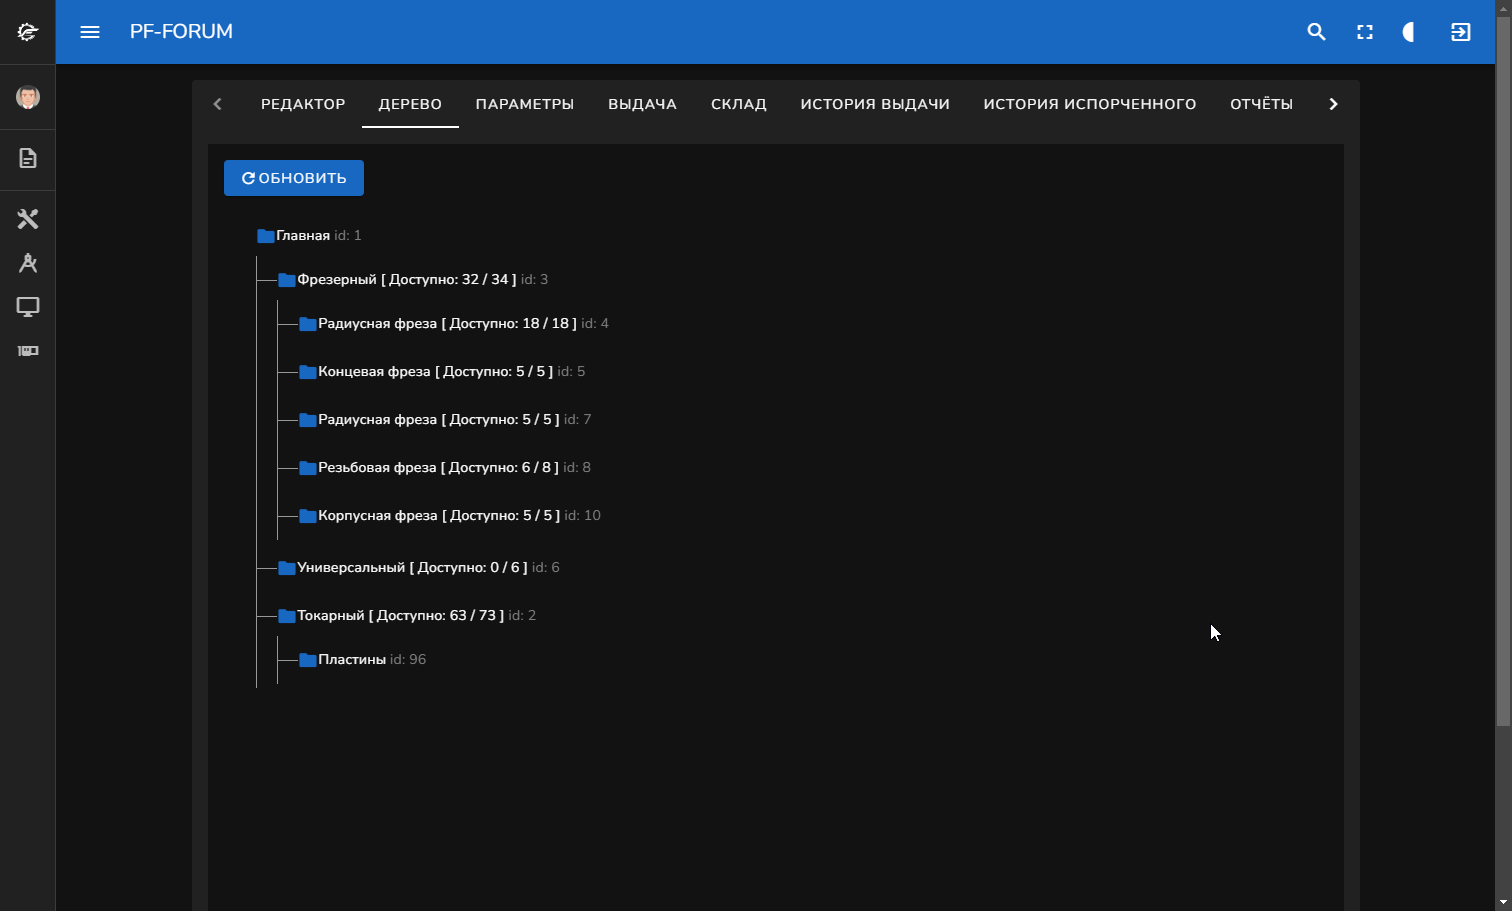 PF-FORUM
РЕДАКТОР ДЕРЕВО ПАРАМЕТРЫ ВЫДАЧА СКЛАД ИСТОРИЯ ВЫДАЧИ ИСТОРИЯ ИСПОРЧЕННОГО ОТЧЁТЫ
ОБНОВИТЬ
Главная id: 1
Фрезерный [ Доступно: 32 / 34 ] id: 3
Радиусная фреза [ Доступно: 18 / 18 ] id: 4
Концевая фреза [ Доступно: 5 / 5 ] id: 5
Радиусная фреза [ Доступно: 5 / 5 ] id: 7
Резьбовая фреза [ Доступно: 6 / 8 ] id: 8
Корпусная фреза [ Доступно: 5 / 5 ] id: 10
Универсальный [ Доступно: 0 / 6 ] id: 6
Токарный [ Доступно: 63 / 73 ] id: 2
Пластины id: 96